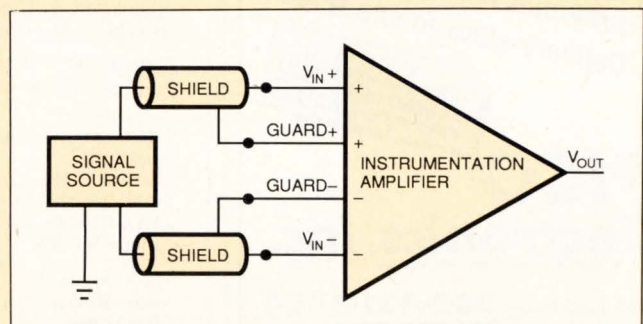 SHIELD
V_IN +
+
GUARD+
+
SIGNAL
SOURCE
INSTRUMENTATION
AMPLIFIER
V_OUT
GUARD−
−
SHIELD
V_IN −
−